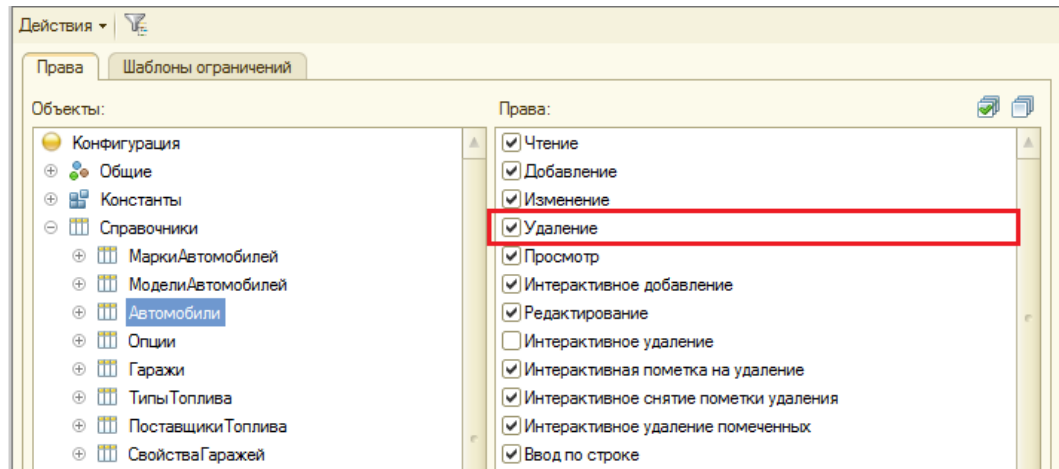 Действия
Права Шаблоны ограничений
Объекты:
Конфигурация
Общие
Константы
Справочники
МаркиАвтомобилей
МоделиАвтомобилей
Автомобили
Опции
Гаражи
ТипыТоплива
ПоставщикиТоплива
СвойстваГаражей
Права:
Чтение
Добавление
Изменение
Удаление
Просмотр
Интерактивное добавление
Редактирование
Интерактивное удаление
Интерактивная пометка на удаление
Интерактивное снятие пометки удаления
Интерактивное удаление помеченных
Ввод по строке